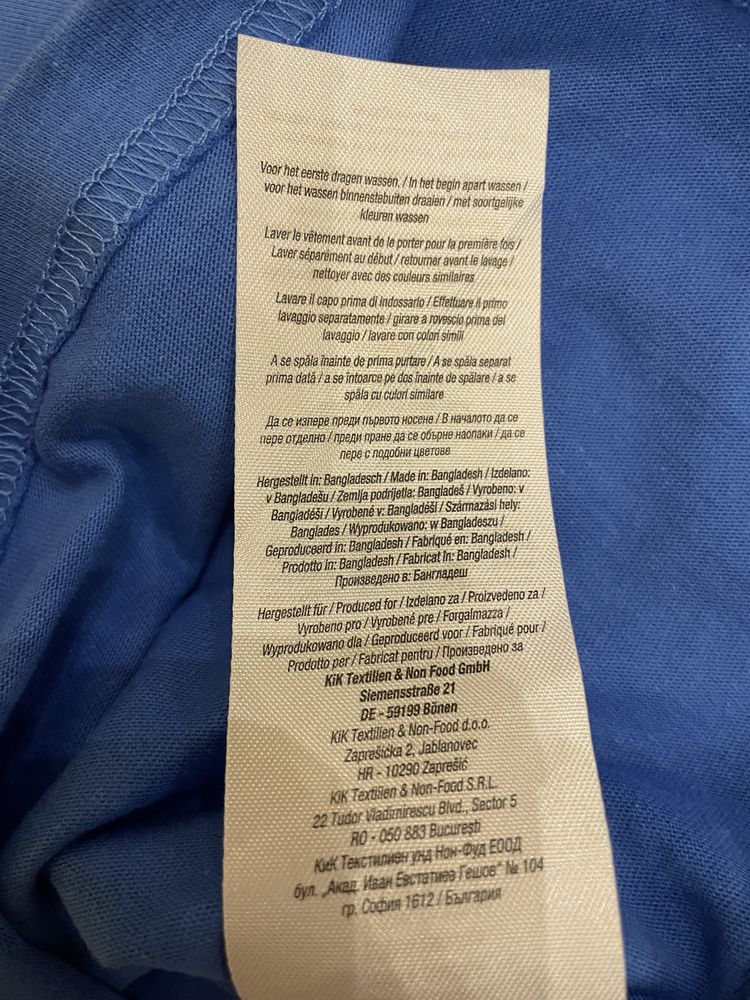 Voor het eerste dragen wassen. / In het begin apart wassen /
voor het wassen binnenstebuiten draaien / met soortgelijke
kleuren wassen
Laver le vêtement avant de le porter pour la première fois /
Laver séparément au début / retourner avant le lavage /
nettoyer avec des couleurs similaires
Lavare il capo prima di indossarlo / Effettuare il primo
lavaggio separatamente / girare a rovescio prima del
lavaggio / lavare con colori simili
A se spăla înainte de prima purtare / A se spăla separat
prima dată / a se întoarce pe dos înainte de spălare / a se
spăla cu culori similare
Да се изпере преди първото носене / В началото да се
пере отделно / преди пране да се обърне наопаки / да се
пере с подобни цветове
Hergestellt in: Bangladesch / Made in: Bangladesh / Izdelano:
v Bangladešu / Zemlja podrijetla: Bangladeš / Vyrobeno: v
Bangladéši / Vyrobené v: Bangladéši / Származási hely:
Banglades / Wyprodukowano: w Bangladeszu /
Geproduceerd in: Bangladesh / Fabriqué en: Bangladesh /
Prodotto in: Bangladesh / Fabricat în: Bangladesh /
Произведено в: Бангладеш
Hergestellt für / Produced for / Izdelano za / Proizvedeno za /
Vyrobeno pro / Vyrobené pre / Forgalmazza /
Wyprodukowano dla / Geproduceerd voor / Fabriqué pour /
Prodotto per / Fabricat pentru / Произведено за
KiK Textilien & Non Food GmbH
Siemensstraße 21
DE - 59199 Bönen
KiK Textilien & Non-Food d.o.o.
Zaprešićka 2, Jablanovec
HR - 10290 Zaprešić
KiK Textilien & Non-Food S.R.L.
22 Tudor Vladimirescu Blvd., Sector 5
RO - 050 883 Bucureşti
КиК Текстилиен унд Нон-Фуд ЕООД
бул. „Акад. Иван Евстатиев Гешов" № 104
гр. София 1612 / България